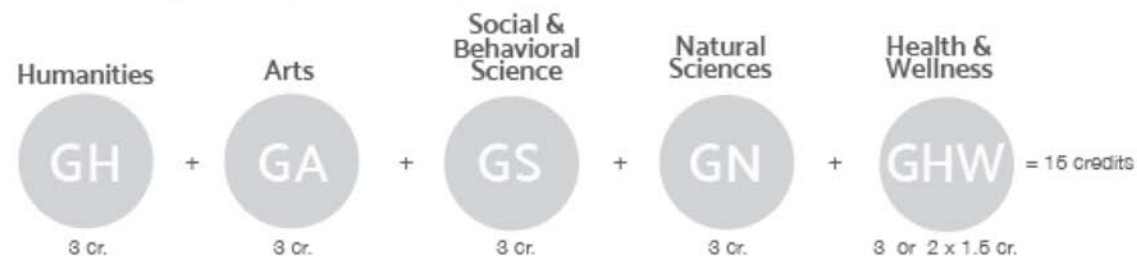 Humanities
Arts
Social &
Behavioral
Science
Natural
Sciences
Health &
Wellness
GH + GA + GS + GN + GHW = 15 credits
3 cr. 3 cr. 3 cr. 3 cr. 3 or 2 x 1.5 cr.